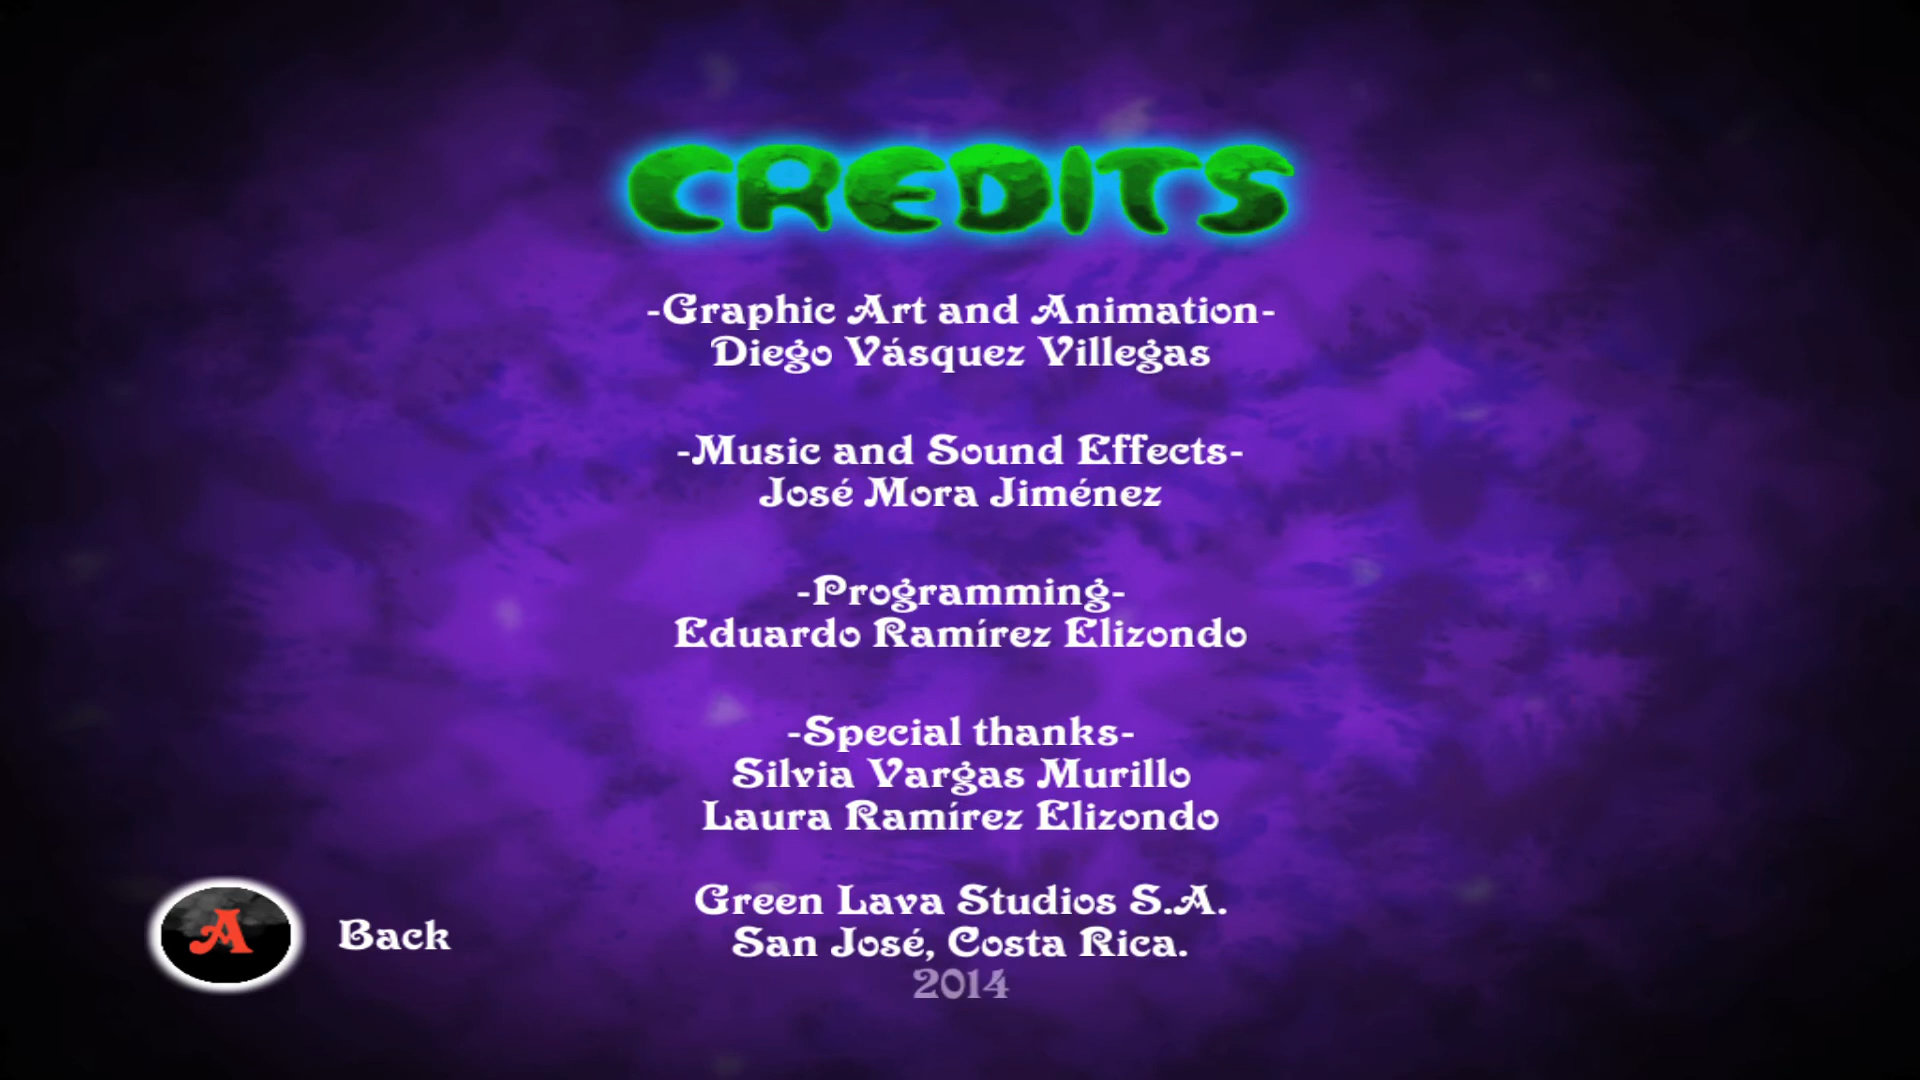 CREDITS
-Graphic Art and Animation-
Diego Vásquez Villegas
-Music and Sound Effects-
José Mora Jiménez
-Programming-
Eduardo Ramírez Elizondo
-Special thanks-
Silvia Vargas Murillo
Laura Ramírez Elizondo
Green Lava Studios S.A.
San José, Costa Rica.
2014
A Back